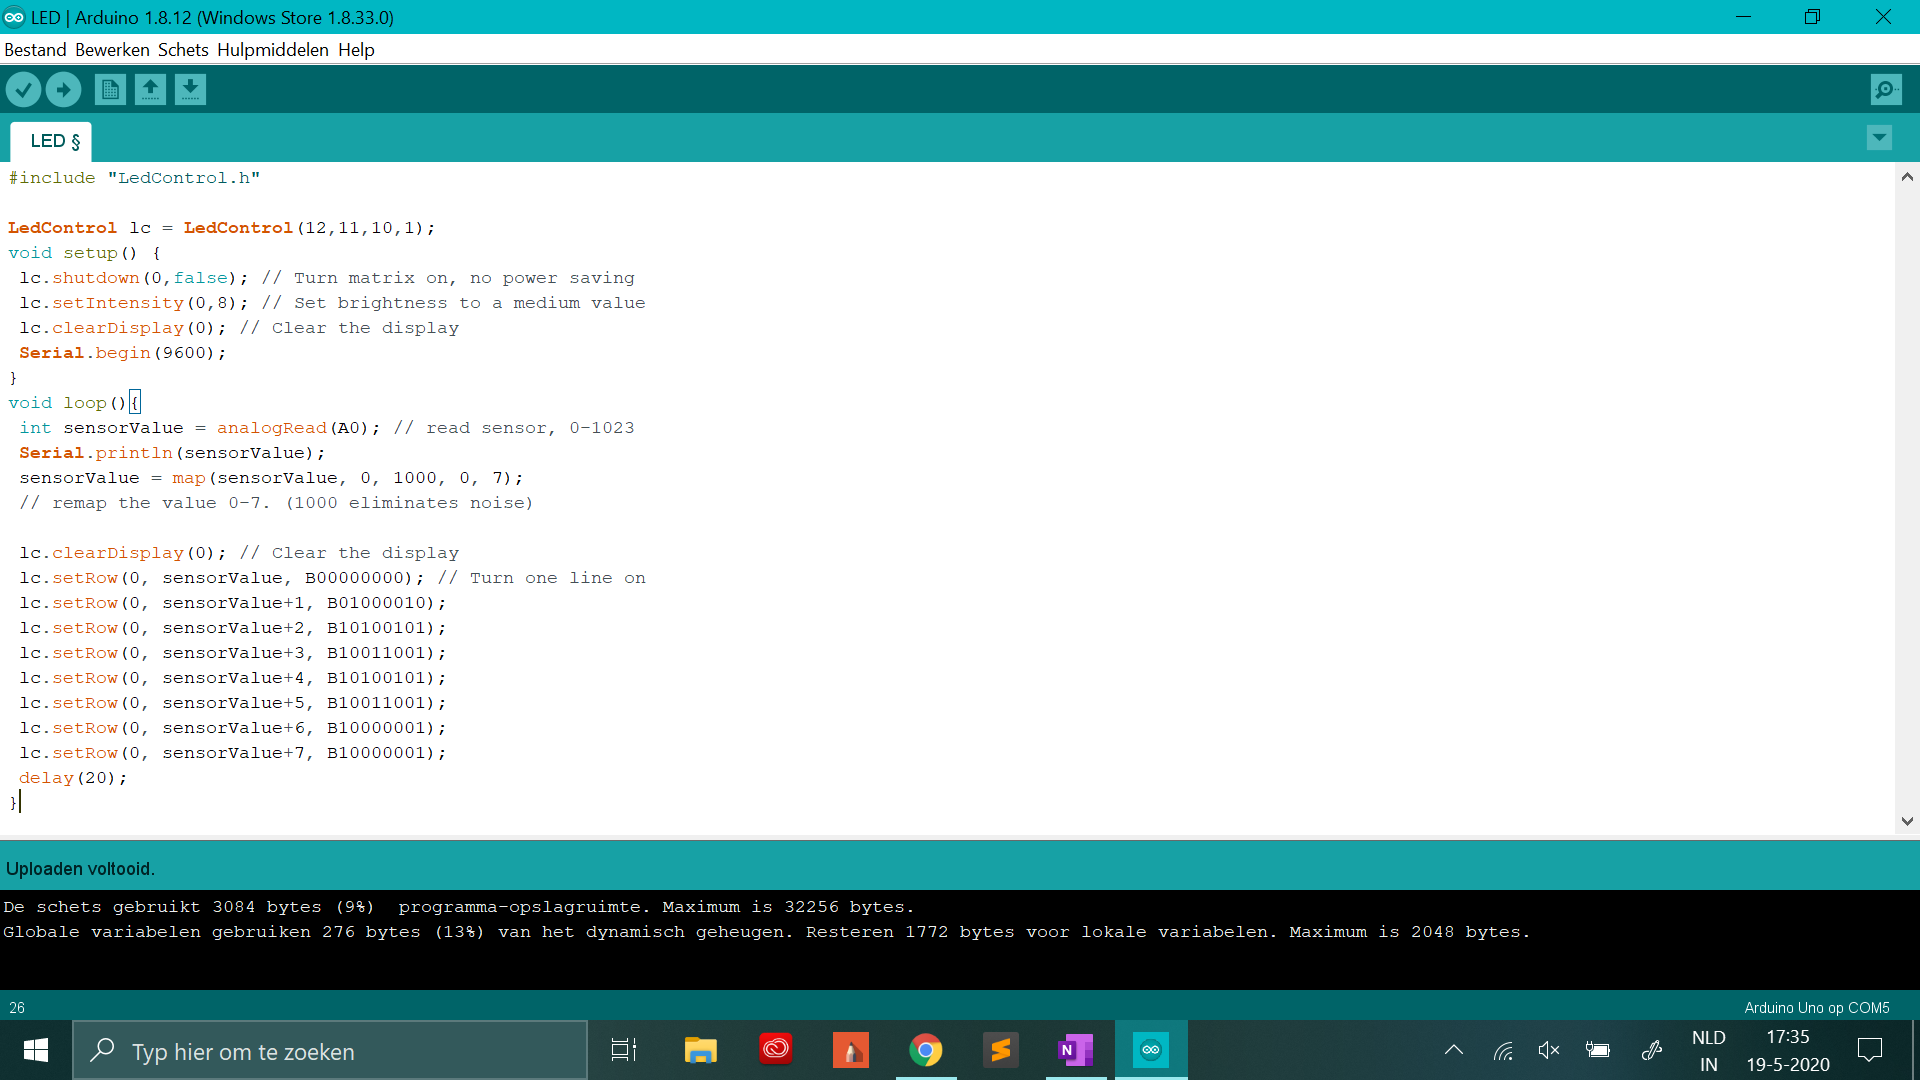 LED | Arduino 1.8.12 (Windows Store 1.8.33.0)
Bestand Bewerken Schets Hulpmiddelen Help
LED §
#include "LedControl.h"
LedControl lc = LedControl(12,11,10,1);
void setup() {
lc.shutdown(0,false); // Turn matrix on, no power saving
lc.setIntensity(0,8); // Set brightness to a medium value
lc.clearDisplay(0); // Clear the display
Serial.begin(9600);
}
void loop(){
int sensorValue = analogRead(A0); // read sensor, 0-1023
Serial.println(sensorValue);
sensorValue = map(sensorValue, 0, 1000, 0, 7);
// remap the value 0-7. (1000 eliminates noise)
lc.clearDisplay(0); // Clear the display
lc.setRow(0, sensorValue, B00000000); // Turn one line on
lc.setRow(0, sensorValue+1, B01000010);
lc.setRow(0, sensorValue+2, B10100101);
lc.setRow(0, sensorValue+3, B10011001);
lc.setRow(0, sensorValue+4, B10100101);
lc.setRow(0, sensorValue+5, B10011001);
lc.setRow(0, sensorValue+6, B10000001);
lc.setRow(0, sensorValue+7, B10000001);
delay(20);
}
Uploaden voltooid.
De schets gebruikt 3084 bytes (9%)  programma-opslagruimte. Maximum is 32256 bytes.
Globale variabelen gebruiken 276 bytes (13%) van het dynamisch geheugen. Resteren 1772 bytes voor lokale variabelen. Maximum is 2048 bytes.
26
Arduino Uno op COM5
Typ hier om te zoeken
N
NLD
IN
17:35
19-5-2020